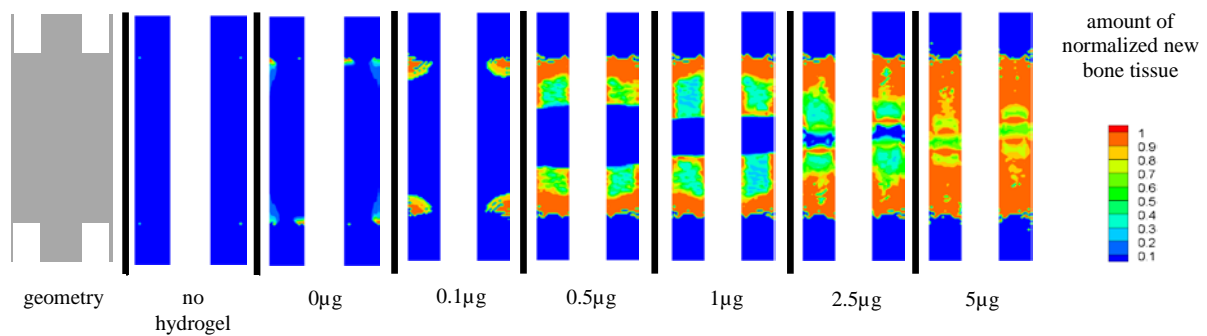 amount of
normalized new
bone tissue
1
0.9
0.8
0.7
0.6
0.5
0.4
0.3
0.2
0.1
geometry
no
hydrogel
0µg
0.1µg
0.5µg
1µg
2.5µg
5µg